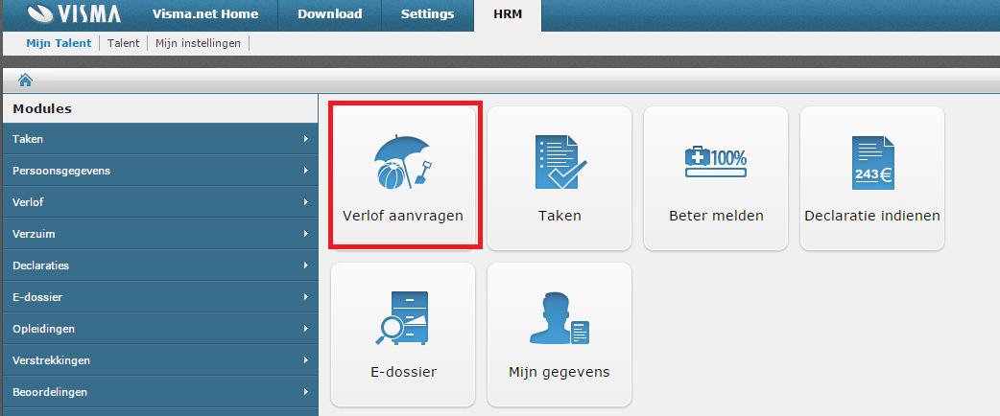 VISMA Visma.net Home Download Settings HRM
Mijn Talent Talent Mijn instellingen
Modules
Taken
Persoonsgegevens
Verlof
Verzuim
Declaraties
E-dossier
Opleidingen
Verstrekkingen
Beoordelingen
Verlof aanvragen
Taken
100%
Beter melden
243€
Declaratie indienen
E-dossier
Mijn gegevens